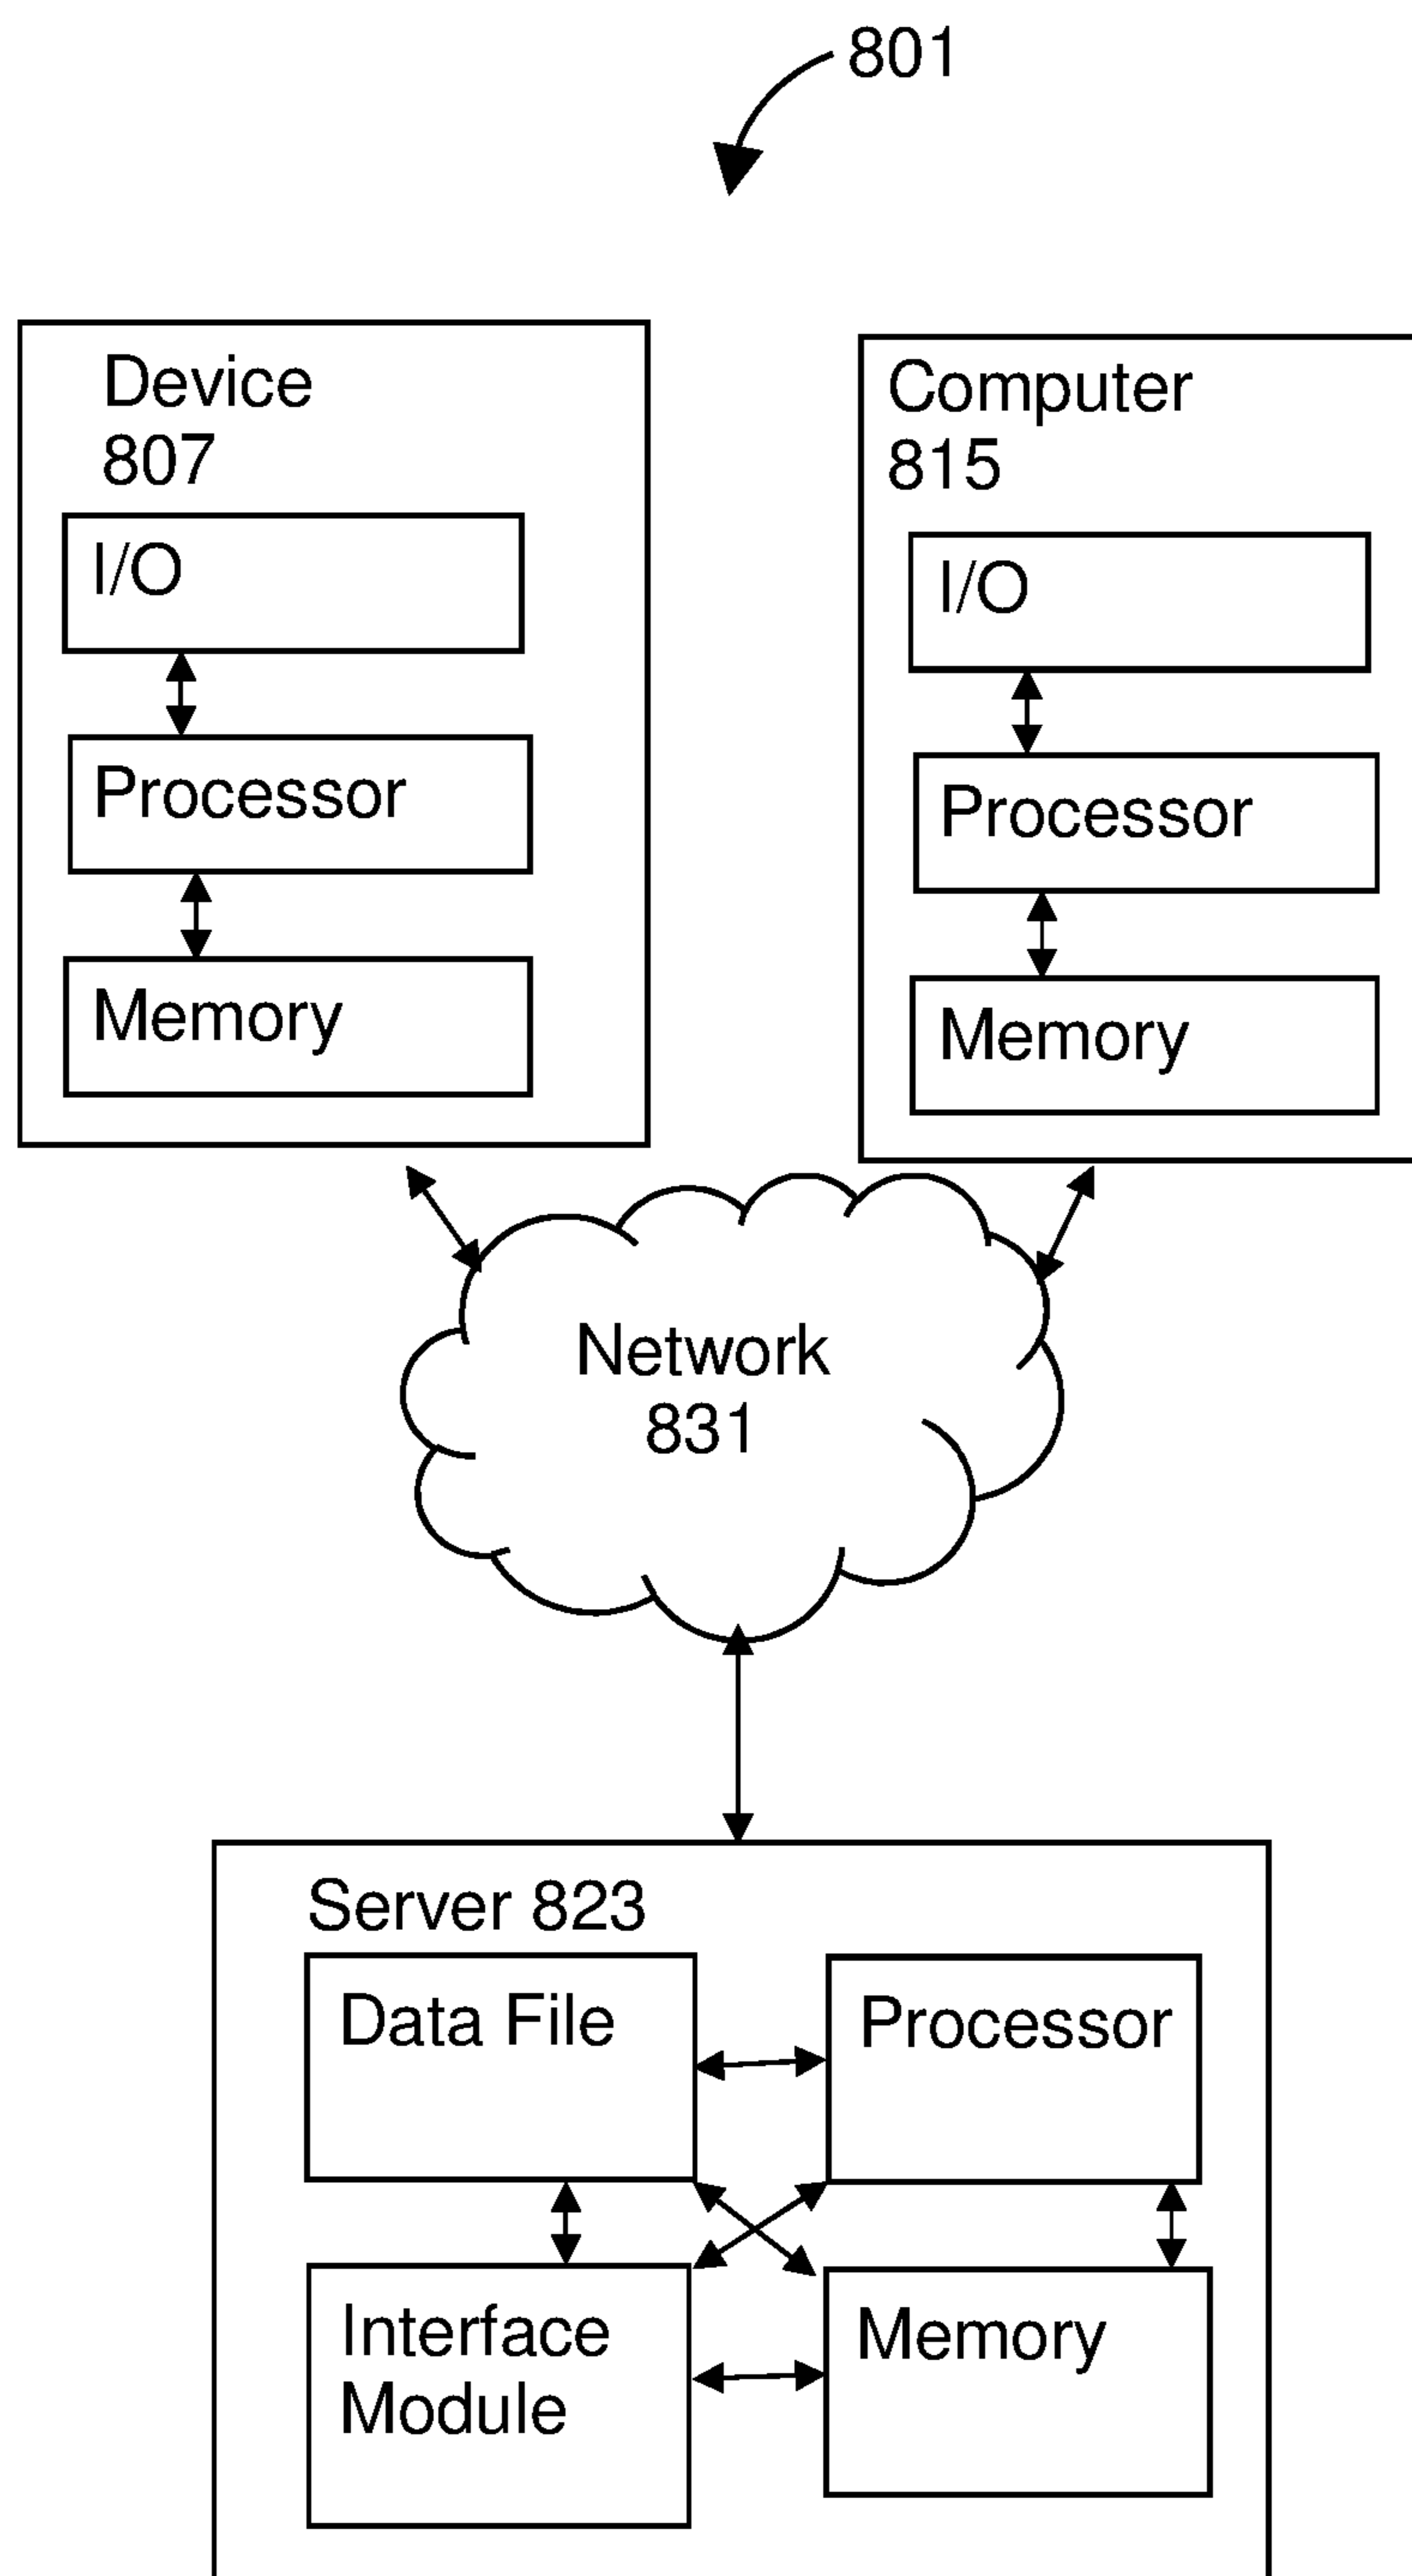 801
Device
807
I/O
Processor
Memory
Computer
815
I/O
Processor
Memory
Network
831
Server 823
Data File
Processor
Interface
Module
Memory